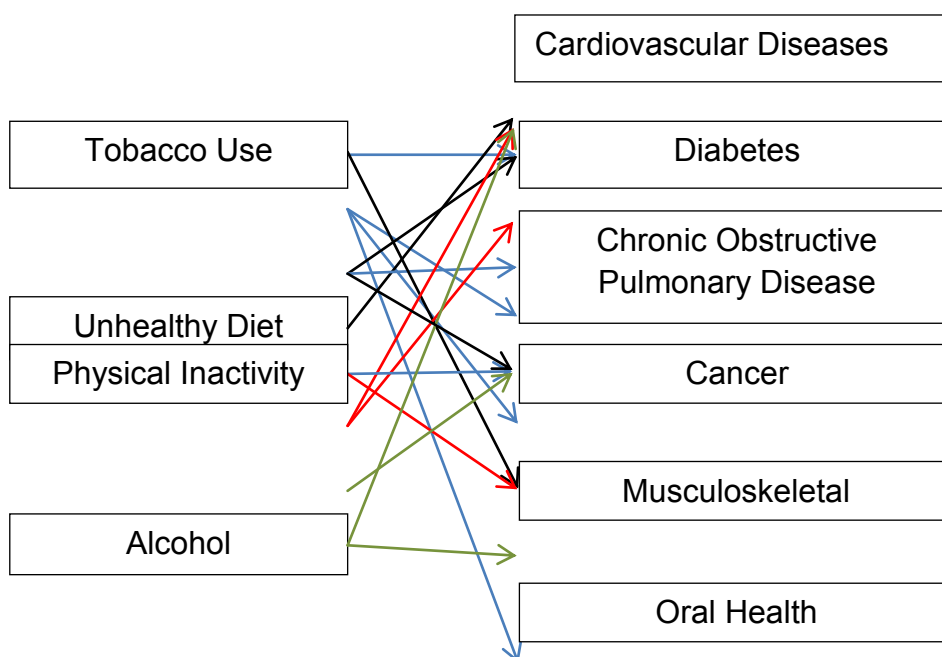 Cardiovascular Diseases
Tobacco Use
Diabetes
Chronic Obstructive
Pulmonary Disease
Unhealthy Diet
Physical Inactivity
Cancer
Musculoskeletal
Alcohol
Oral Health